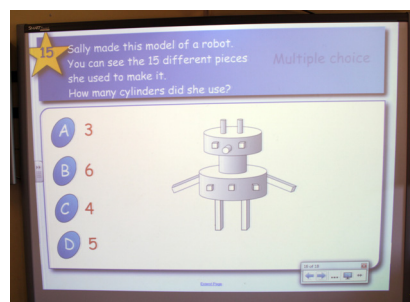 15
Sally made this model of a robot.
You can see the 15 different pieces
she used to make it.
How many cylinders did she use?
Multiple choice
A 3
B 6
C 4
D 5